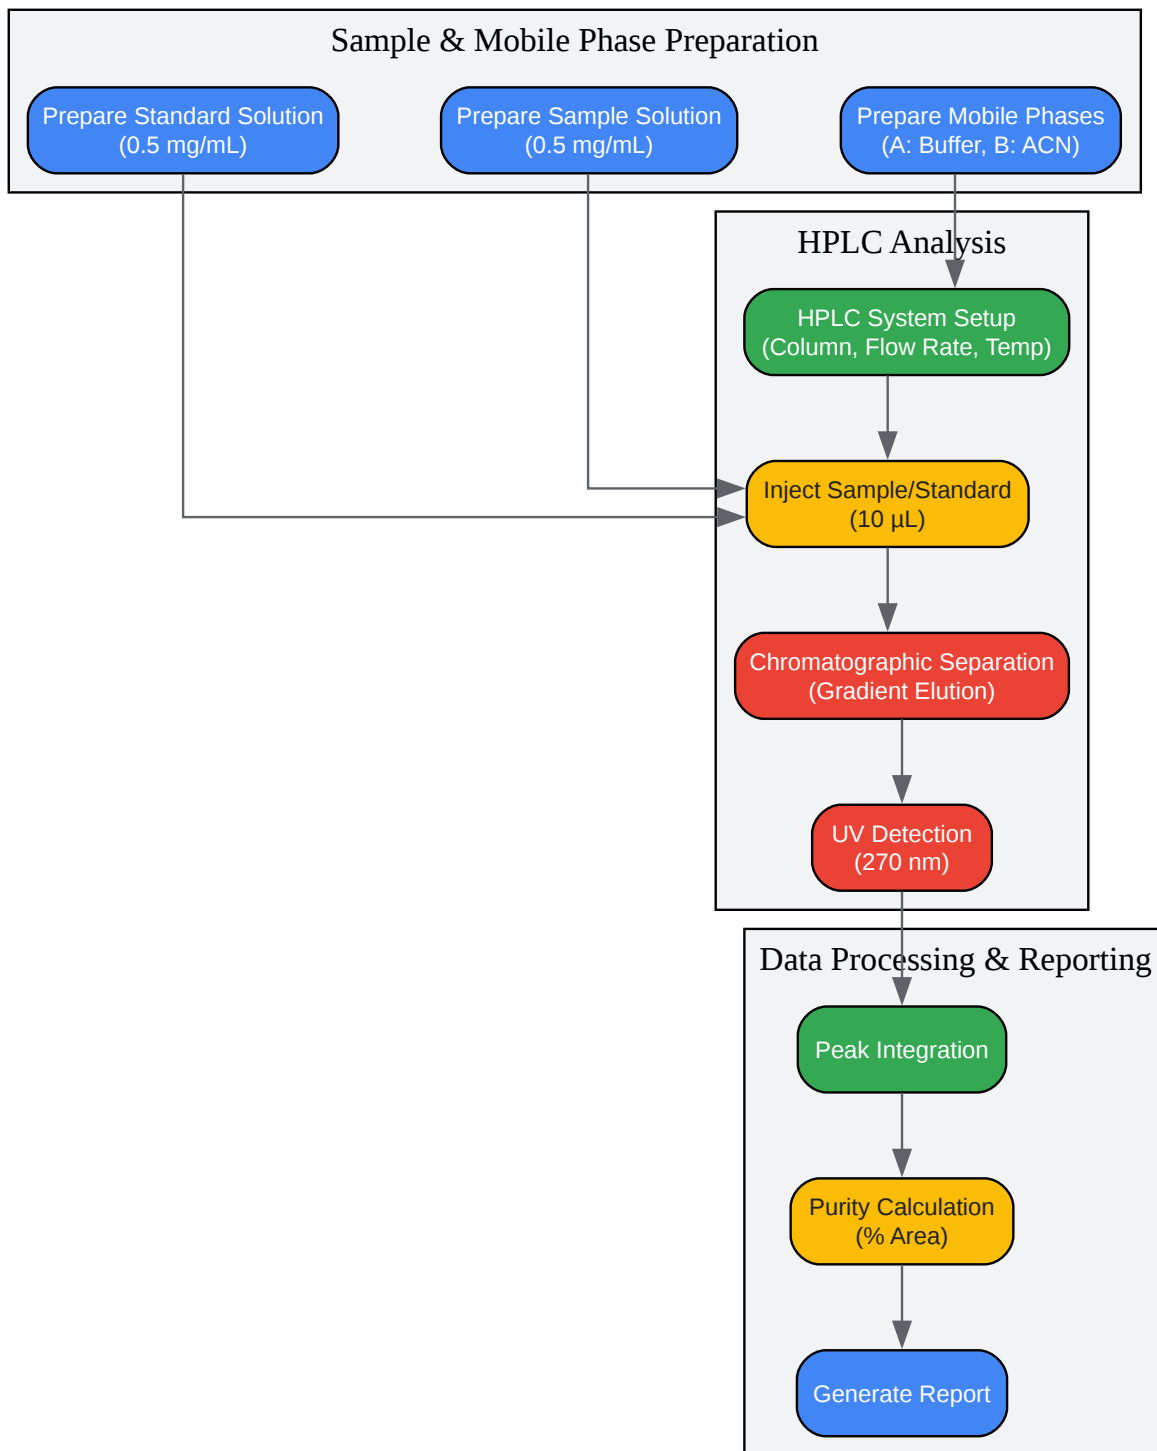 Sample & Mobile Phase Preparation
Prepare Standard Solution
(0.5 mg/mL)
Prepare Sample Solution
(0.5 mg/mL)
Prepare Mobile Phases
(A: Buffer, B: ACN)
HPLC Analysis
HPLC System Setup
(Column, Flow Rate, Temp)
Inject Sample/Standard
(10 µL)
Chromatographic Separation
(Gradient Elution)
UV Detection
(270 nm)
Data Processing & Reporting
Peak Integration
Purity Calculation
(% Area)
Generate Report